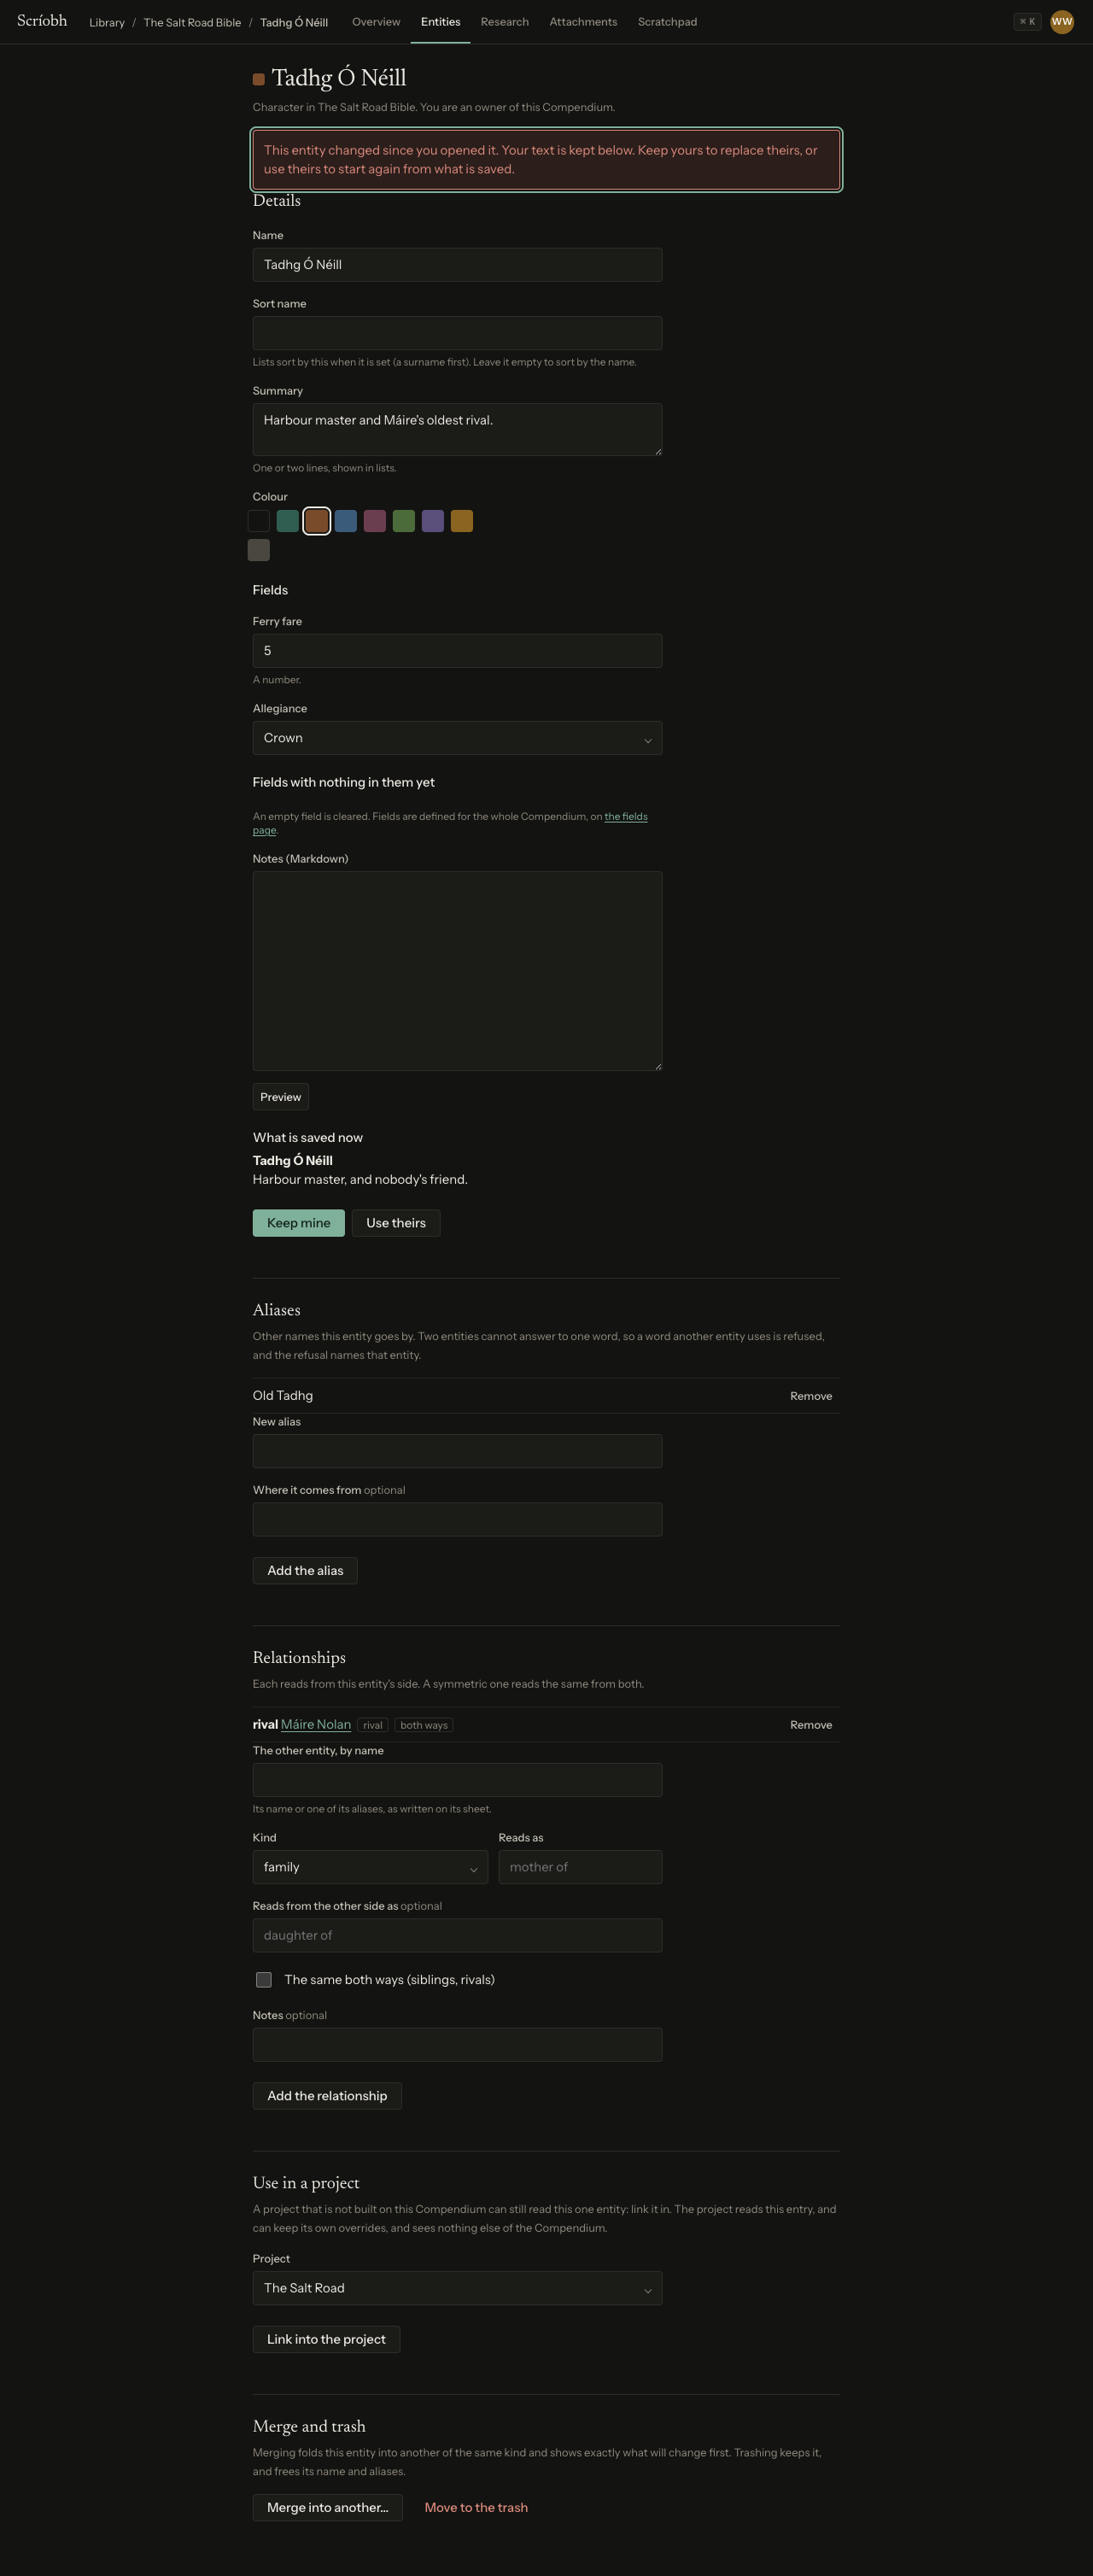 Scríobh Library / The Salt Road Bible / Tadhg Ó Néill Overview Entities Research Attachments Scratchpad ⌘ K WW
Tadhg Ó Néill
Character in The Salt Road Bible. You are an owner of this Compendium.
This entity changed since you opened it. Your text is kept below. Keep yours to replace theirs, or
use theirs to start again from what is saved.
Details
Name
Tadhg Ó Néill
Sort name
Lists sort by this when it is set (a surname first). Leave it empty to sort by the name.
Summary
Harbour master and Máire's oldest rival.
One or two lines, shown in lists.
Colour
Fields
Ferry fare
5
A number.
Allegiance
Crown
Fields with nothing in them yet
An empty field is cleared. Fields are defined for the whole Compendium, on the fields
page.
Notes (Markdown)
Preview
What is saved now
Tadhg Ó Néill
Harbour master, and nobody's friend.
Keep mine Use theirs
Aliases
Other names this entity goes by. Two entities cannot answer to one word, so a word another entity uses is refused,
and the refusal names that entity.
Old Tadhg Remove
New alias
Where it comes from optional
Add the alias
Relationships
Each reads from this entity's side. A symmetric one reads the same from both.
rival Máire Nolan rival both ways Remove
The other entity, by name
Its name or one of its aliases, as written on its sheet.
Kind Reads as
family mother of
Reads from the other side as optional
daughter of
The same both ways (siblings, rivals)
Notes optional
Add the relationship
Use in a project
A project that is not built on this Compendium can still read this one entity: link it in. The project reads this entry, and
can keep its own overrides, and sees nothing else of the Compendium.
Project
The Salt Road
Link into the project
Merge and trash
Merging folds this entity into another of the same kind and shows exactly what will change first. Trashing keeps it,
and frees its name and aliases.
Merge into another… Move to the trash